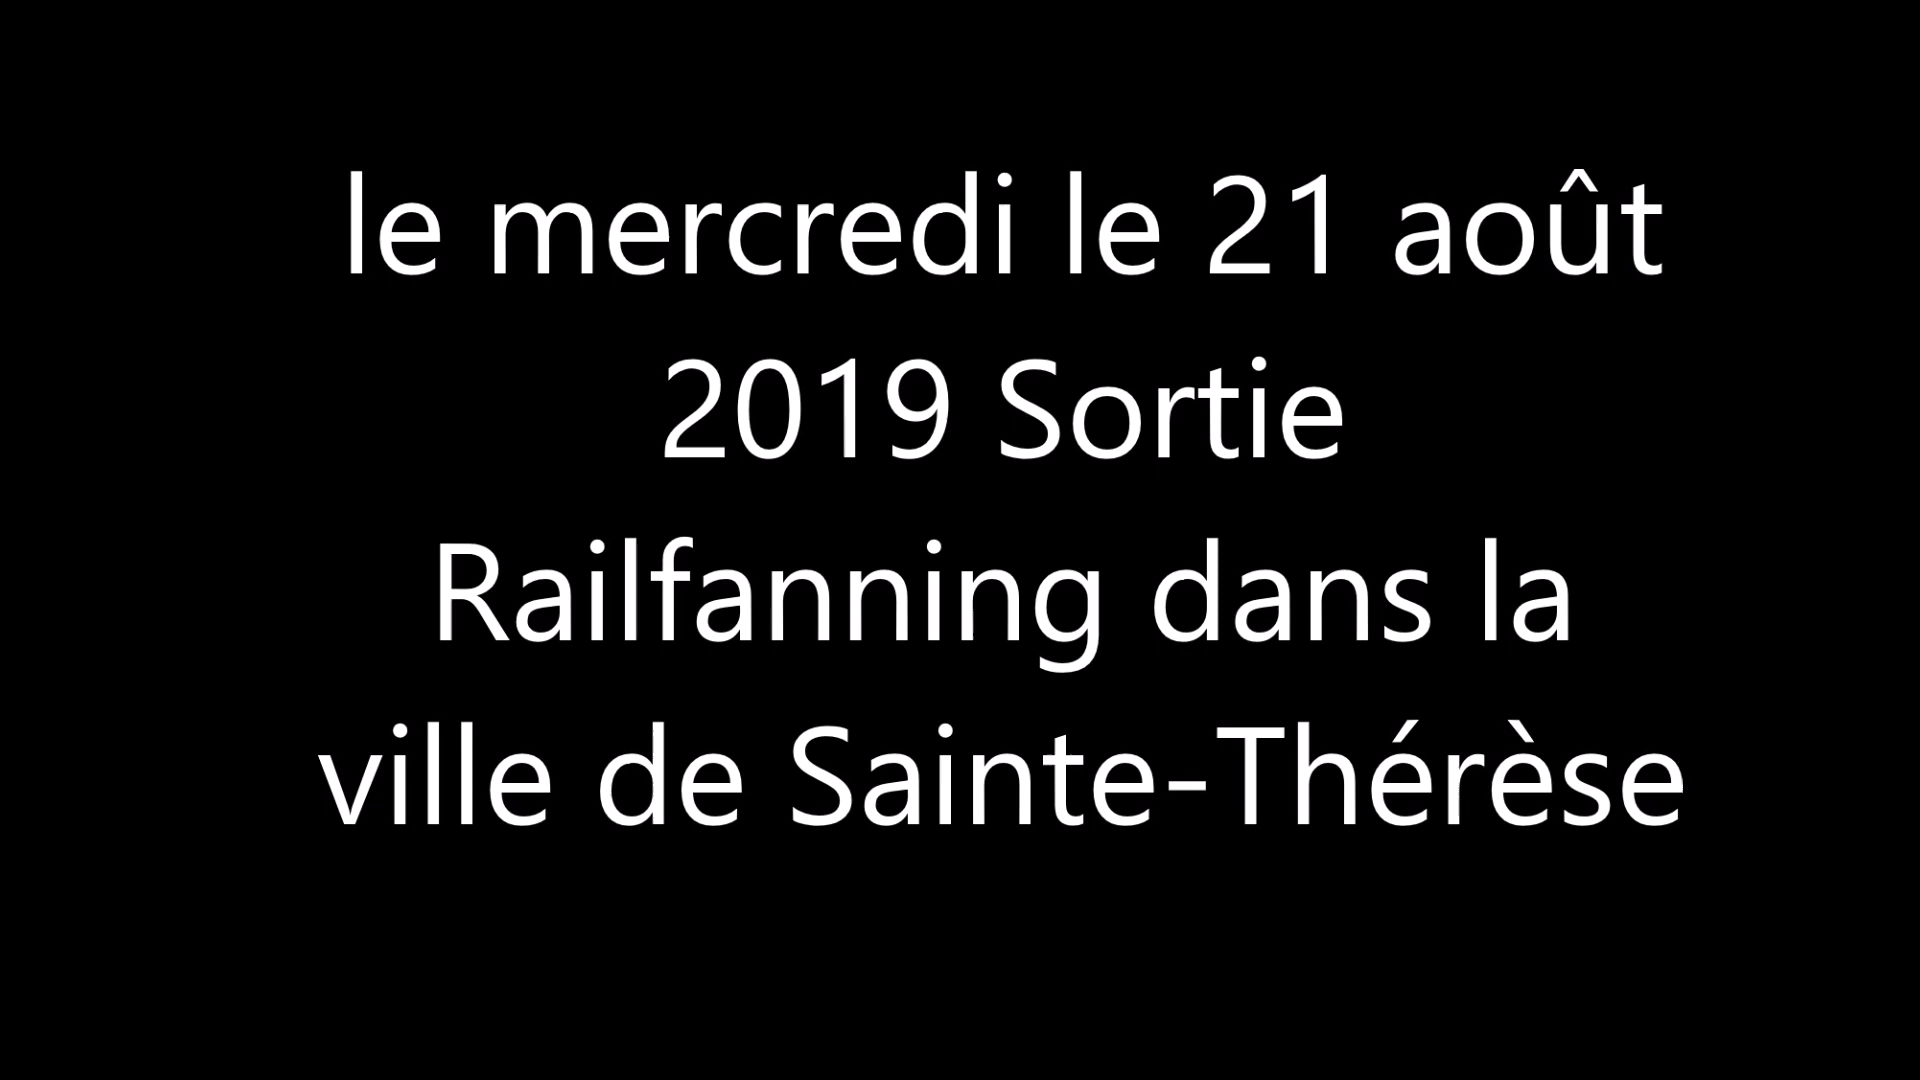 le mercredi le 21 août
2019 Sortie
Railfanning dans la
ville de Sainte-Thérèse